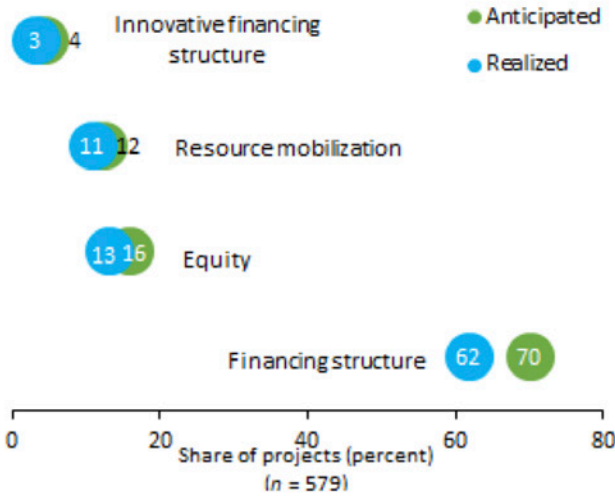 Anticipated
Realized
3 4 Innovative financing
structure
11 12 Resource mobilization
13 16 Equity
Financing structure 62 70
0 20 40 60 80
Share of projects (percent)
(n = 579)